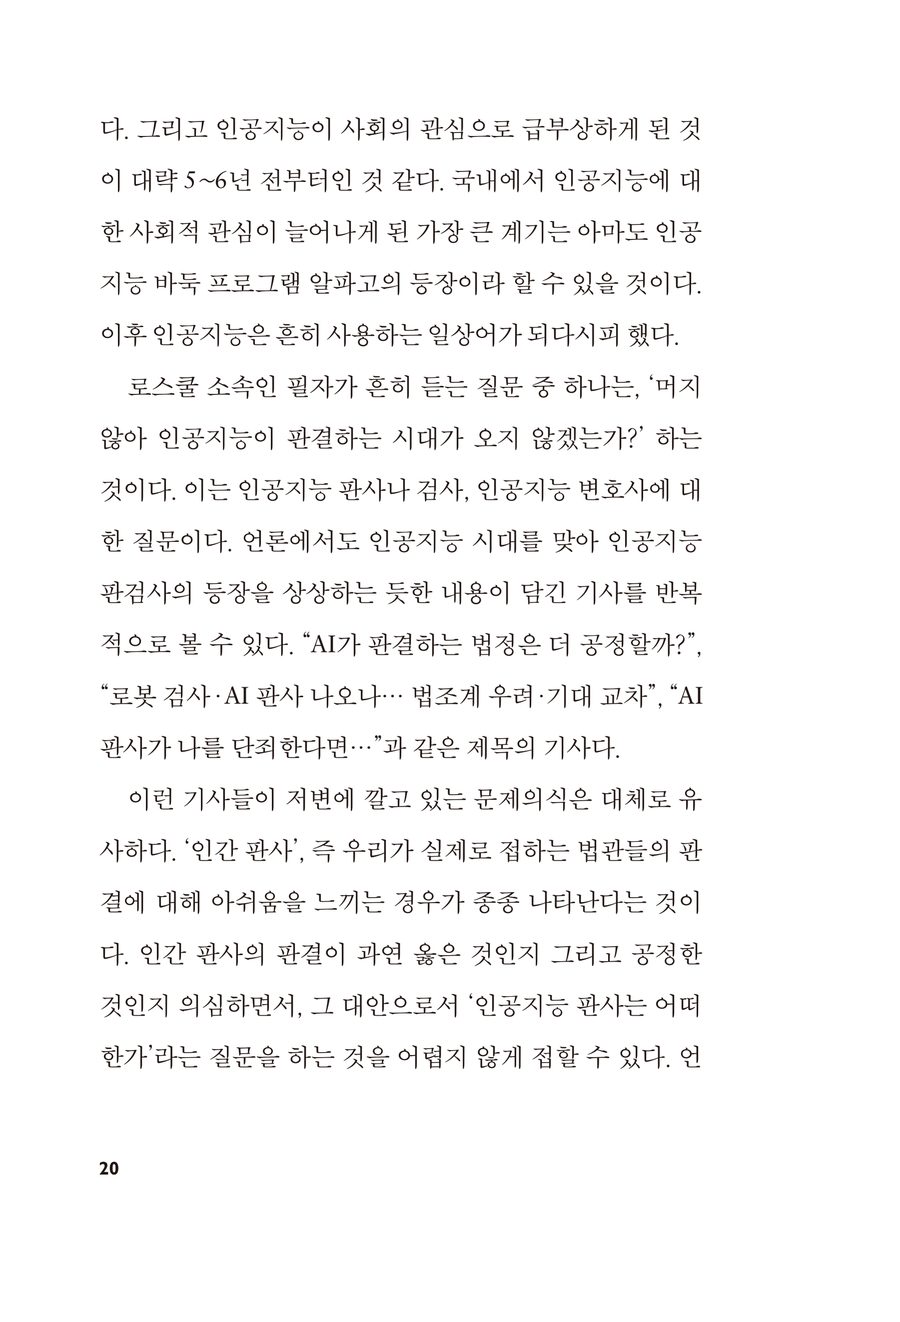 다. 그리고 인공지능이 사회의 관심으로 급부상하게 된 것
이 대략 5~6년 전부터인 것 같다. 국내에서 인공지능에 대
한 사회적 관심이 늘어나게 된 가장 큰 계기는 아마도 인공
지능 바둑 프로그램 알파고의 등장이라 할 수 있을 것이다.
이후 인공지능은 흔히 사용하는 일상어가 되다시피 했다.
로스쿨 소속인 필자가 흔히 듣는 질문 중 하나는, ‘머지
않아 인공지능이 판결하는 시대가 오지 않겠는가?’ 하는
것이다. 이는 인공지능 판사나 검사, 인공지능 변호사에 대
한 질문이다. 언론에서도 인공지능 시대를 맞아 인공지능
판검사의 등장을 상상하는 듯한 내용이 담긴 기사를 반복
적으로 볼 수 있다. “AI가 판결하는 법정은 더 공정할까?”,
“로봇 검사·AI 판사 나오나… 법조계 우려·기대 교차”, “AI
판사가 나를 단죄한다면…”과 같은 제목의 기사다.
이런 기사들이 저변에 깔고 있는 문제의식은 대체로 유
사하다. ‘인간 판사’, 즉 우리가 실제로 접하는 법관들의 판
결에 대해 아쉬움을 느끼는 경우가 종종 나타난다는 것이
다. 인간 판사의 판결이 과연 옳은 것인지 그리고 공정한
것인지 의심하면서, 그 대안으로서 ‘인공지능 판사는 어떠
한가’라는 질문을 하는 것을 어렵지 않게 접할 수 있다. 언
20